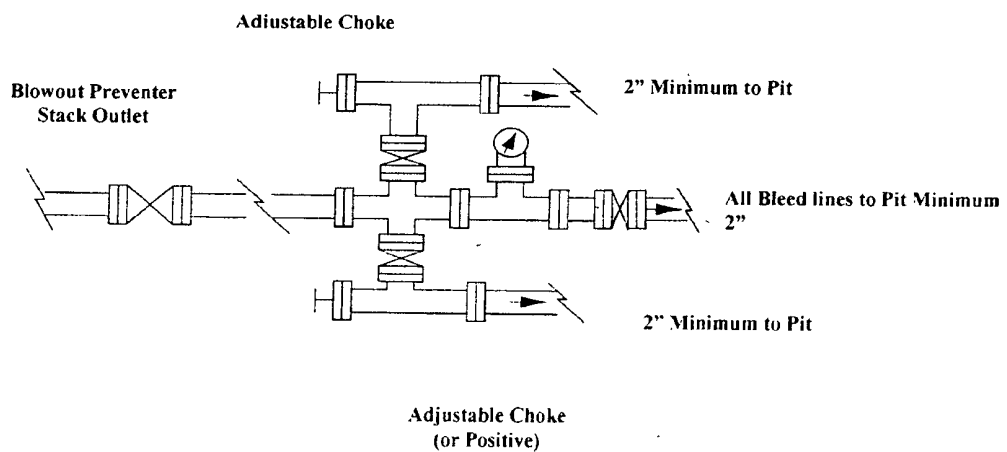 Adiustable Choke
Blowout Preventer
Stack Outlet
2” Minimum to Pit
All Bleed lines to Pit Minimum
2”
2” Minimum to Pit
Adjustable Choke
(or Positive)